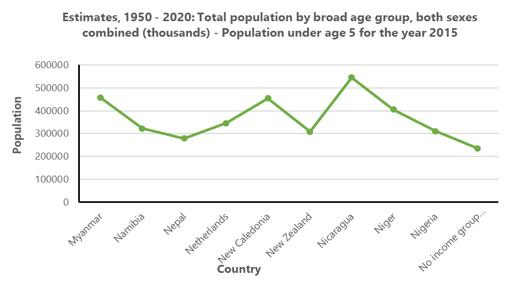 Estimates, 1950 - 2020: Total population by broad age group, both sexes
combined (thousands) - Population under age 5 for the year 2015
600000
500000
400000
300000
200000
100000
0
Population
Myanmar
Namibia
Nepal
Netherlands
New Caledonia
New Zealand
Nicaragua
Niger
Nigeria
No income group...
Country